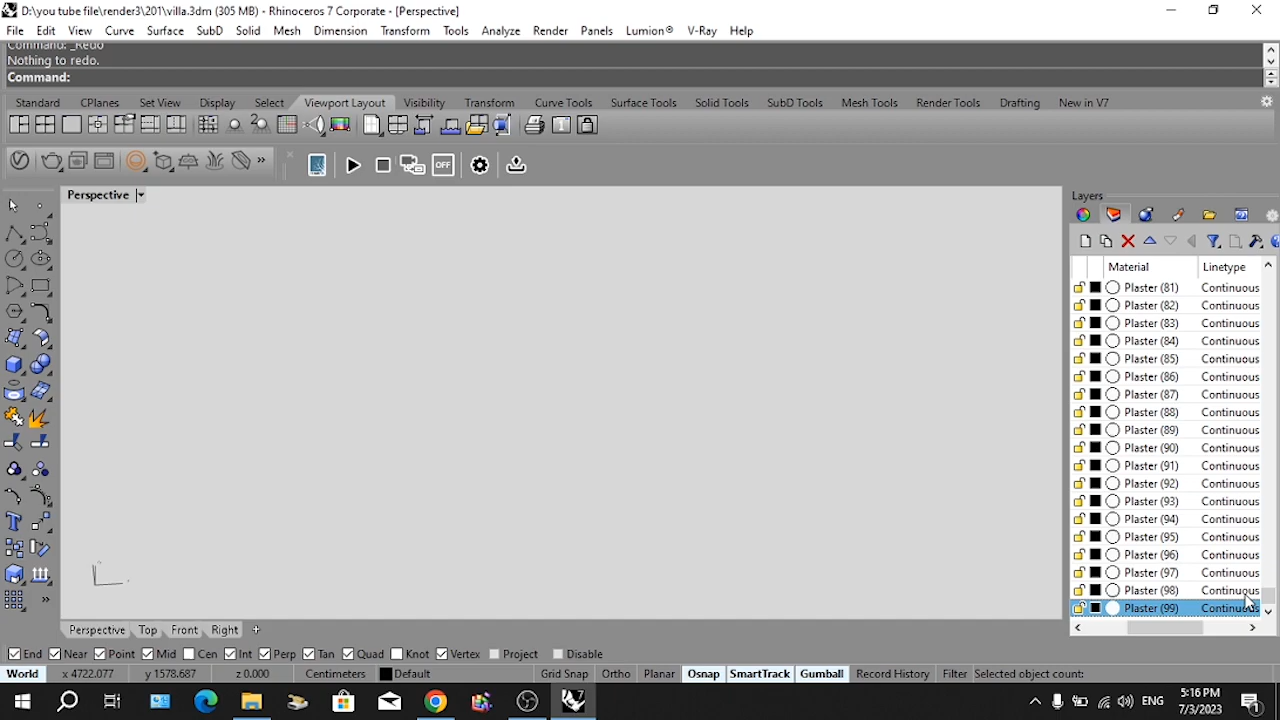 D:\you tube file\render3\201\villa.3dm (305 MB) - Rhinoceros 7 Corporate - [Perspective]
File Edit View Curve Surface SubD Solid Mesh Dimension Transform Tools Analyze Render Panels Lumion® V-Ray Help
Command: _Redo
Nothing to redo.
Command:
Standard CPlanes Set View Display Select Viewport Layout Visibility Transform Curve Tools Surface Tools Solid Tools SubD Tools Mesh Tools Render Tools Drafting New in V7
OFF
Perspective
Layers
Material Linetype
Plaster (81) Continuous
Plaster (82) Continuous
Plaster (83) Continuous
Plaster (84) Continuous
Plaster (85) Continuous
Plaster (86) Continuous
Plaster (87) Continuous
Plaster (88) Continuous
Plaster (89) Continuous
Plaster (90) Continuous
Plaster (91) Continuous
Plaster (92) Continuous
Plaster (93) Continuous
Plaster (94) Continuous
Plaster (95) Continuous
Plaster (96) Continuous
Plaster (97) Continuous
Plaster (98) Continuous
Plaster (99) Continuous
Perspective Top Front Right
End Near Point Mid Cen Int Perp Tan Quad Knot Vertex Project Disable
World x 4722.077 y 1578.687 z 0.000 Centimeters Default Grid Snap Ortho Planar Osnap SmartTrack Gumball Record History Filter Selected object count:
ENG
5:16 PM
7/3/2023
1